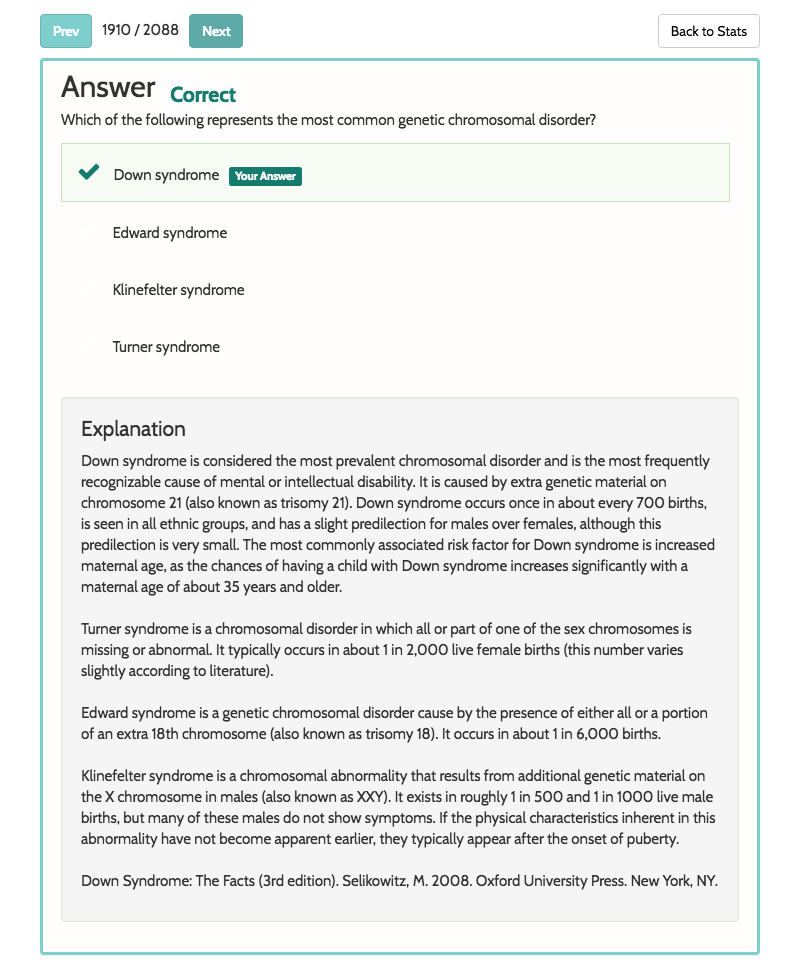 Prev 1910 / 2088 Next Back to Stats
Answer Correct
Which of the following represents the most common genetic chromosomal disorder?
Down syndrome Your Answer
Edward syndrome
Klinefelter syndrome
Turner syndrome
Explanation
Down syndrome is considered the most prevalent chromosomal disorder and is the most frequently
recognizable cause of mental or intellectual disability. It is caused by extra genetic material on
chromosome 21 (also known as trisomy 21). Down syndrome occurs once in about every 700 births,
is seen in all ethnic groups, and has a slight predilection for males over females, although this
predilection is very small. The most commonly associated risk factor for Down syndrome is increased
maternal age, as the chances of having a child with Down syndrome increases significantly with a
maternal age of about 35 years and older.
Turner syndrome is a chromosomal disorder in which all or part of one of the sex chromosomes is
missing or abnormal. It typically occurs in about 1 in 2,000 live female births (this number varies
slightly according to literature).
Edward syndrome is a genetic chromosomal disorder cause by the presence of either all or a portion
of an extra 18th chromosome (also known as trisomy 18). It occurs in about 1 in 6,000 births.
Klinefelter syndrome is a chromosomal abnormality that results from additional genetic material on
the X chromosome in males (also known as XXY). It exists in roughly 1 in 500 and 1 in 1000 live male
births, but many of these males do not show symptoms. If the physical characteristics inherent in this
abnormality have not become apparent earlier, they typically appear after the onset of puberty.
Down Syndrome: The Facts (3rd edition). Selikowitz, M. 2008. Oxford University Press. New York, NY.